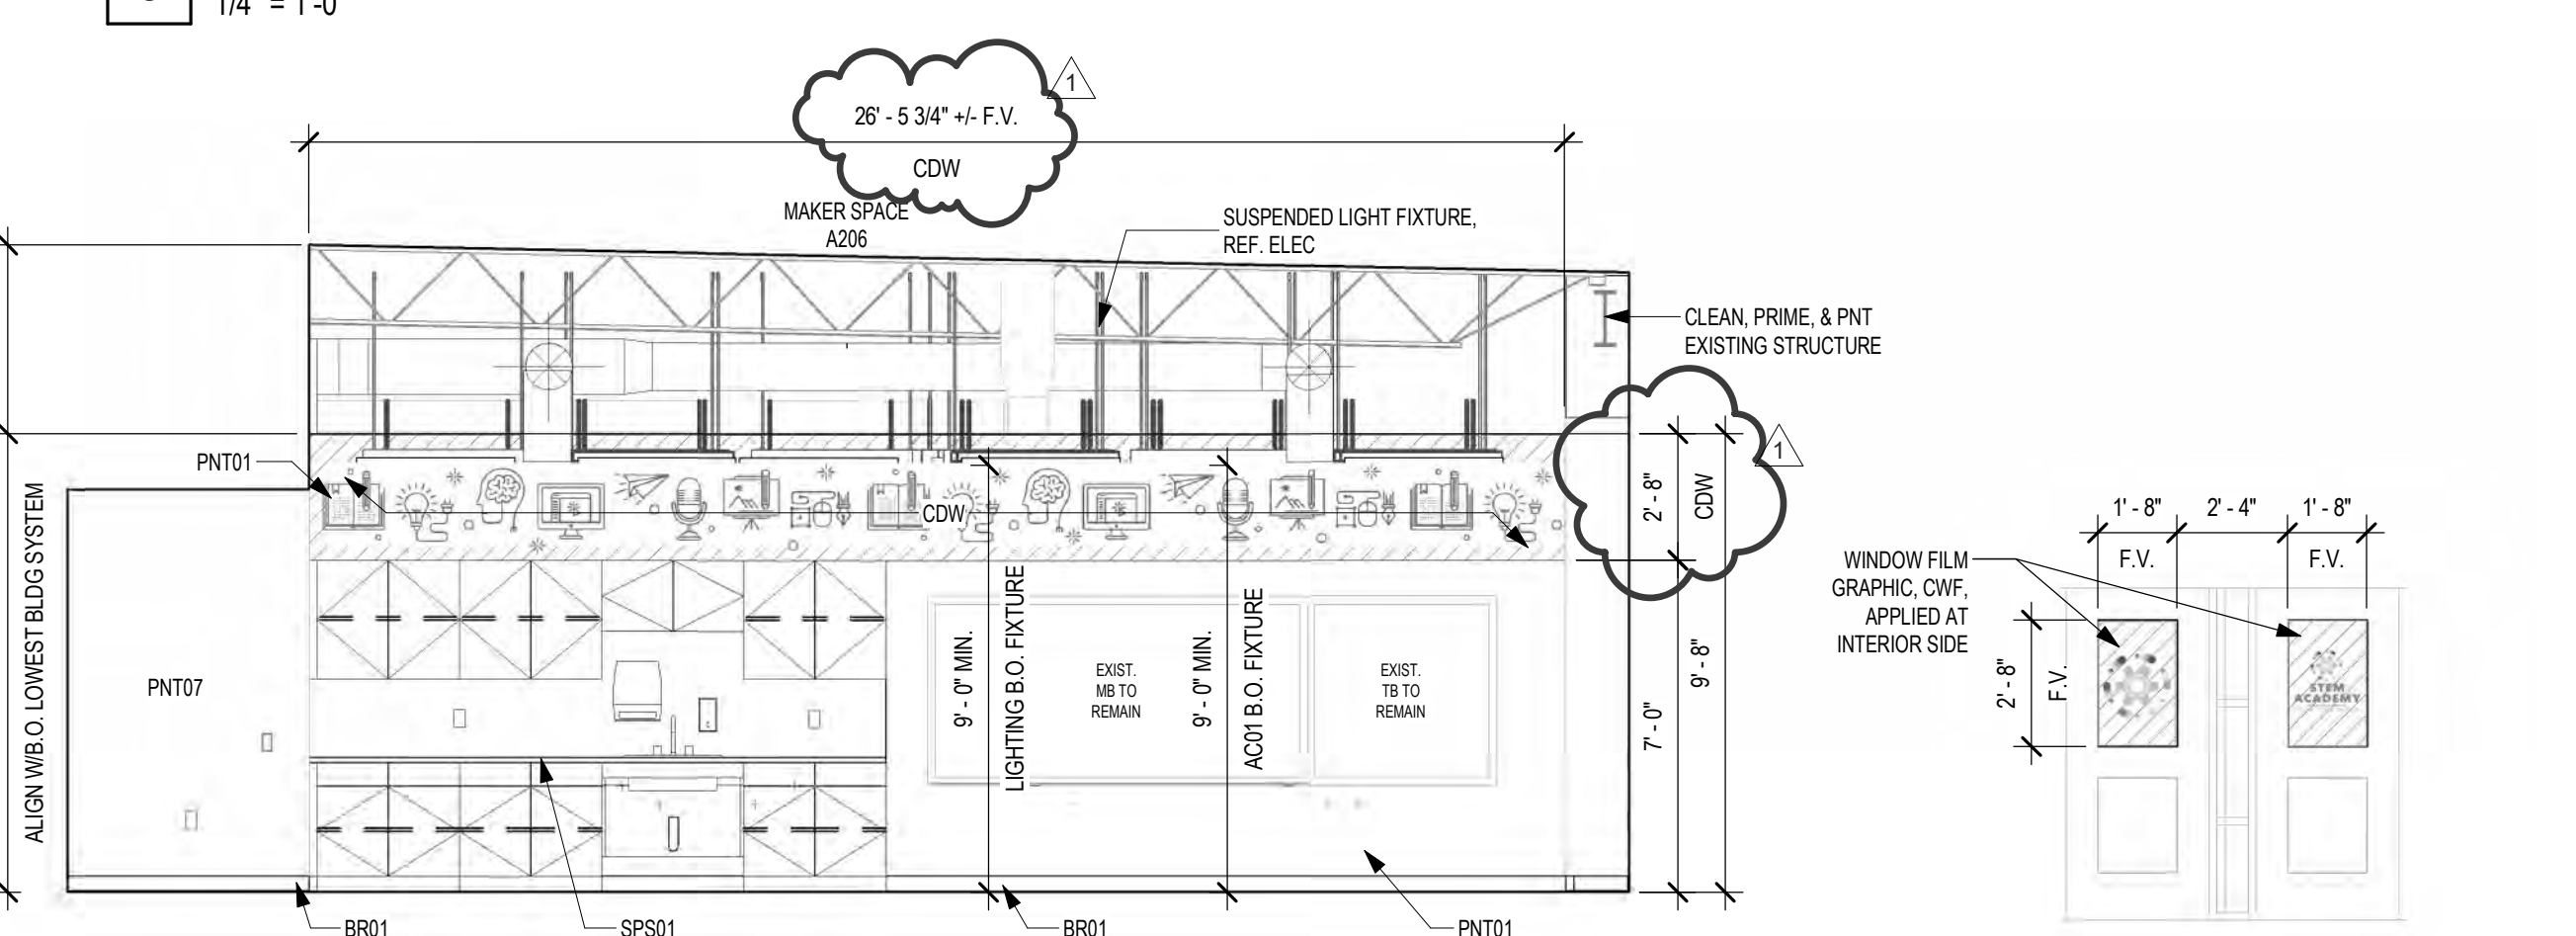 1/4" = 1'-0"
26' - 5 3/4" +/- F.V.
CDW
1
MAKER SPACE
A206
SUSPENDED LIGHT FIXTURE,
REF. ELEC
CLEAN, PRIME, & PNT
EXISTING STRUCTURE
PNT01
CDW
2' - 8"
CDW
1
ALIGN W/B.O. LOWEST BLDG SYSTEM
PNT07
9' - 0" MIN.
LIGHTING B.O. FIXTURE
EXIST.
MB TO
REMAIN
9' - 0" MIN.
AC01 B.O. FIXTURE
EXIST.
TB TO
REMAIN
7' - 0"
9' - 8"
BR01
SPS01
BR01
PNT01
1' - 8"
2' - 4"
1' - 8"
F.V.
F.V.
WINDOW FILM
GRAPHIC, CWF,
APPLIED AT
INTERIOR SIDE
2' - 8"
F.V.
STEM
ACADEMY